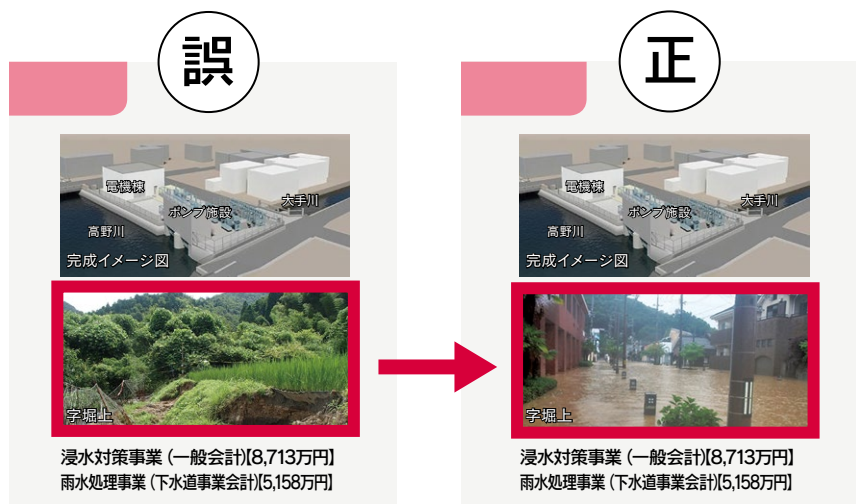 誤
電機棟
ポンプ施設
大手川
高野川
完成イメージ図
字堀上
浸水対策事業（一般会計）【8,713万円】
雨水処理事業（下水道事業会計）【5,158万円】
正
電機棟
ポンプ施設
大手川
高野川
完成イメージ図
字堀上
浸水対策事業（一般会計）【8,713万円】
雨水処理事業（下水道事業会計）【5,158万円】